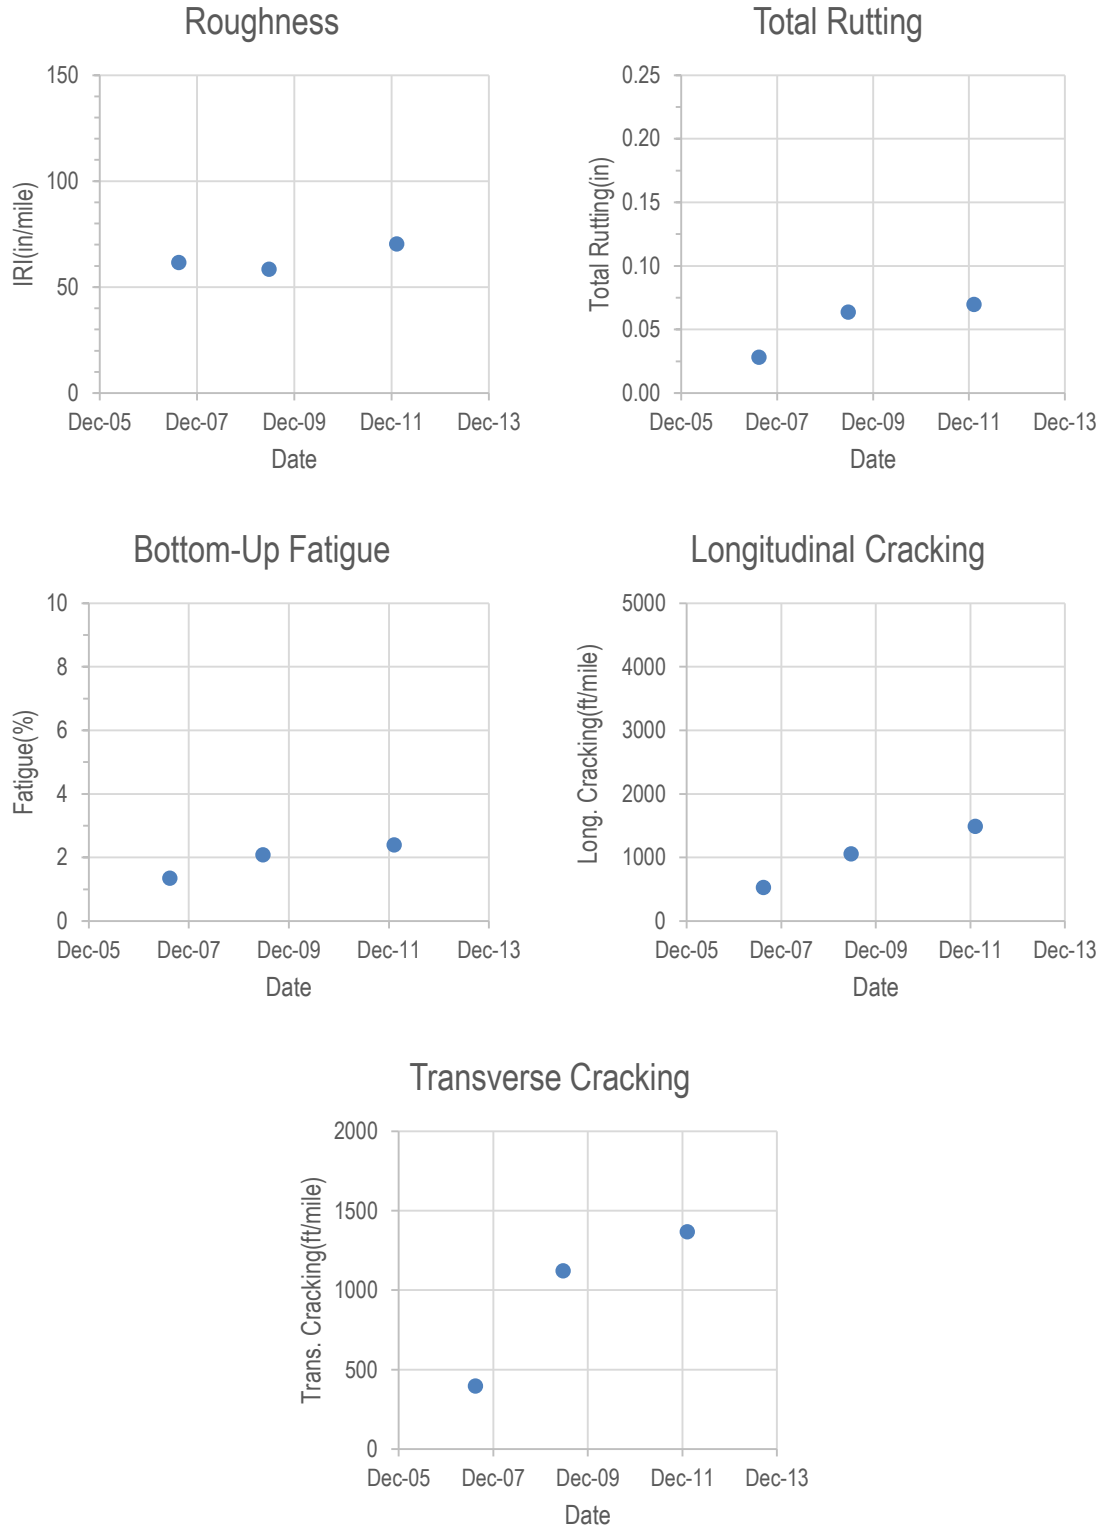 Roughness
150
100
50
0
IRI(in/mile)
Dec-05 Dec-07 Dec-09 Dec-11 Dec-13
Date
Total Rutting
0.25
0.20
0.15
0.10
0.05
0.00
Total Rutting(in)
Dec-05 Dec-07 Dec-09 Dec-11 Dec-13
Date
Bottom-Up Fatigue
10
8
6
4
2
0
Fatigue(%)
Dec-05 Dec-07 Dec-09 Dec-11 Dec-13
Date
Longitudinal Cracking
5000
4000
3000
2000
1000
0
Long. Cracking(ft/mile)
Dec-05 Dec-07 Dec-09 Dec-11 Dec-13
Date
Transverse Cracking
2000
1500
1000
500
0
Trans. Cracking(ft/mile)
Dec-05 Dec-07 Dec-09 Dec-11 Dec-13
Date